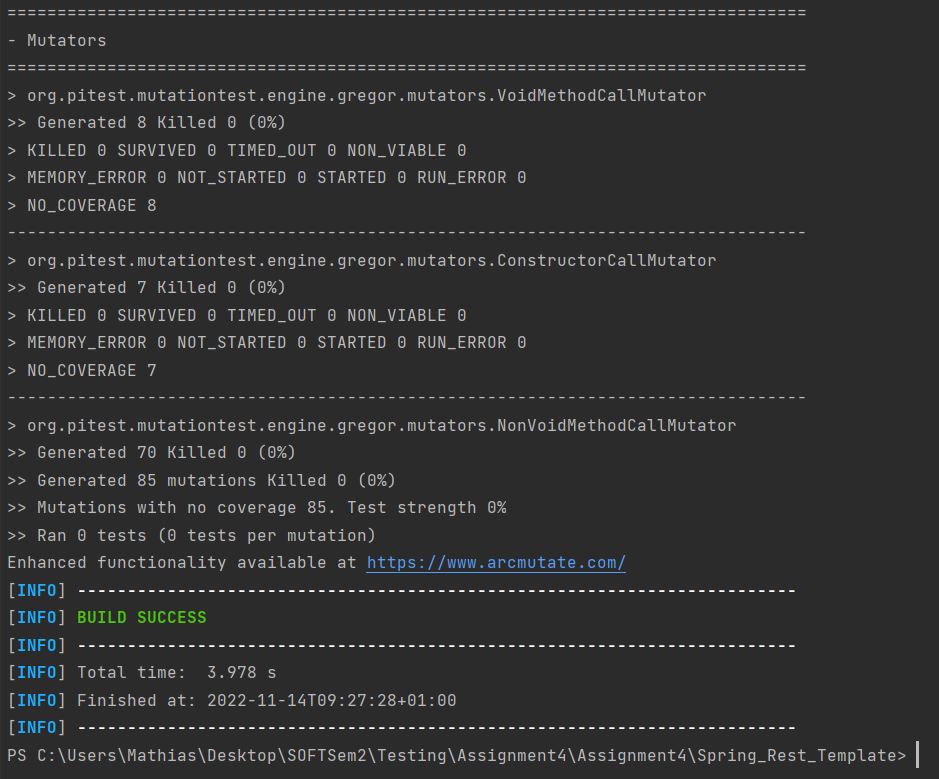 ================================================================================
- Mutators
================================================================================
> org.pitest.mutationtest.engine.gregor.mutators.VoidMethodCallMutator
>> Generated 8 Killed 0 (0%)
> KILLED 0 SURVIVED 0 TIMED_OUT 0 NON_VIABLE 0
> MEMORY_ERROR 0 NOT_STARTED 0 STARTED 0 RUN_ERROR 0
> NO_COVERAGE 8
--------------------------------------------------------------------------------
> org.pitest.mutationtest.engine.gregor.mutators.ConstructorCallMutator
>> Generated 7 Killed 0 (0%)
> KILLED 0 SURVIVED 0 TIMED_OUT 0 NON_VIABLE 0
> MEMORY_ERROR 0 NOT_STARTED 0 STARTED 0 RUN_ERROR 0
> NO_COVERAGE 7
--------------------------------------------------------------------------------
> org.pitest.mutationtest.engine.gregor.mutators.NonVoidMethodCallMutator
>> Generated 70 Killed 0 (0%)
>> Generated 85 mutations Killed 0 (0%)
>> Mutations with no coverage 85. Test strength 0%
>> Ran 0 tests (0 tests per mutation)
Enhanced functionality available at https://www.arcmutate.com/
[INFO] ------------------------------------------------------------------------
[INFO] BUILD SUCCESS
[INFO] ------------------------------------------------------------------------
[INFO] Total time:  3.978 s
[INFO] Finished at: 2022-11-14T09:27:28+01:00
[INFO] ------------------------------------------------------------------------
PS C:\Users\Mathias\Desktop\SOFTSem2\Testing\Assignment4\Assignment4\Spring_Rest_Template>